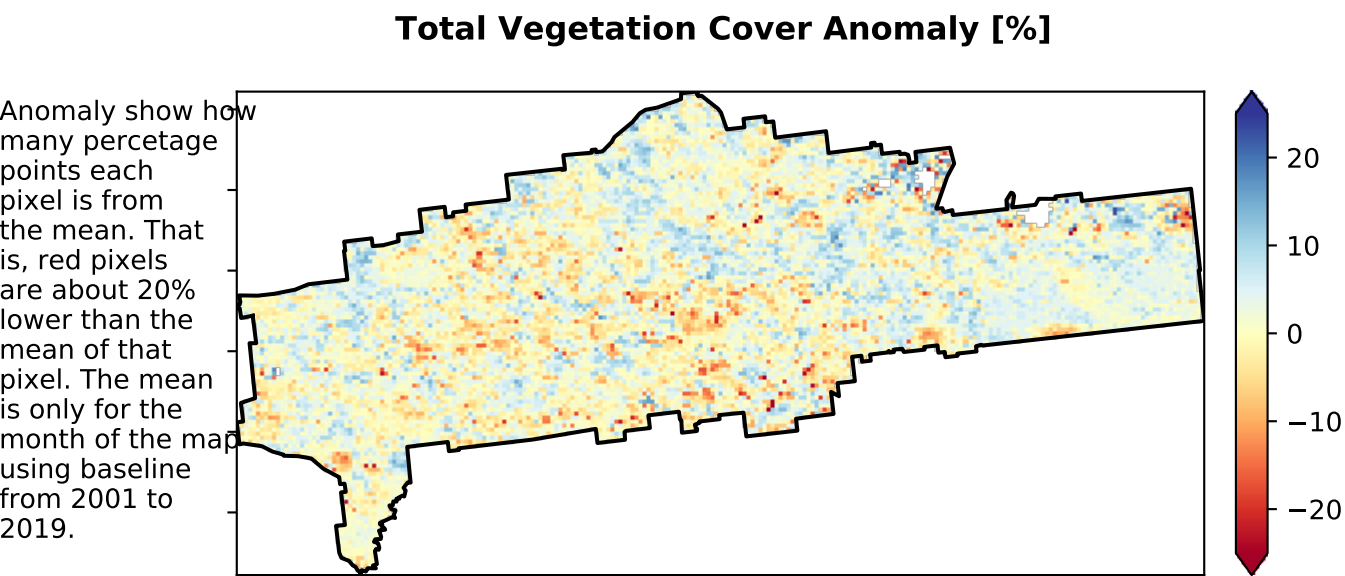 Total Vegetation Cover Anomaly [%]
Anomaly show how
many percetage
points each
pixel is from
the mean. That
is, red pixels
are about 20%
lower than the
mean of that
pixel. The mean
is only for the
month of the map
using baseline
from 2001 to
2019.
20
10
0
−10
−20